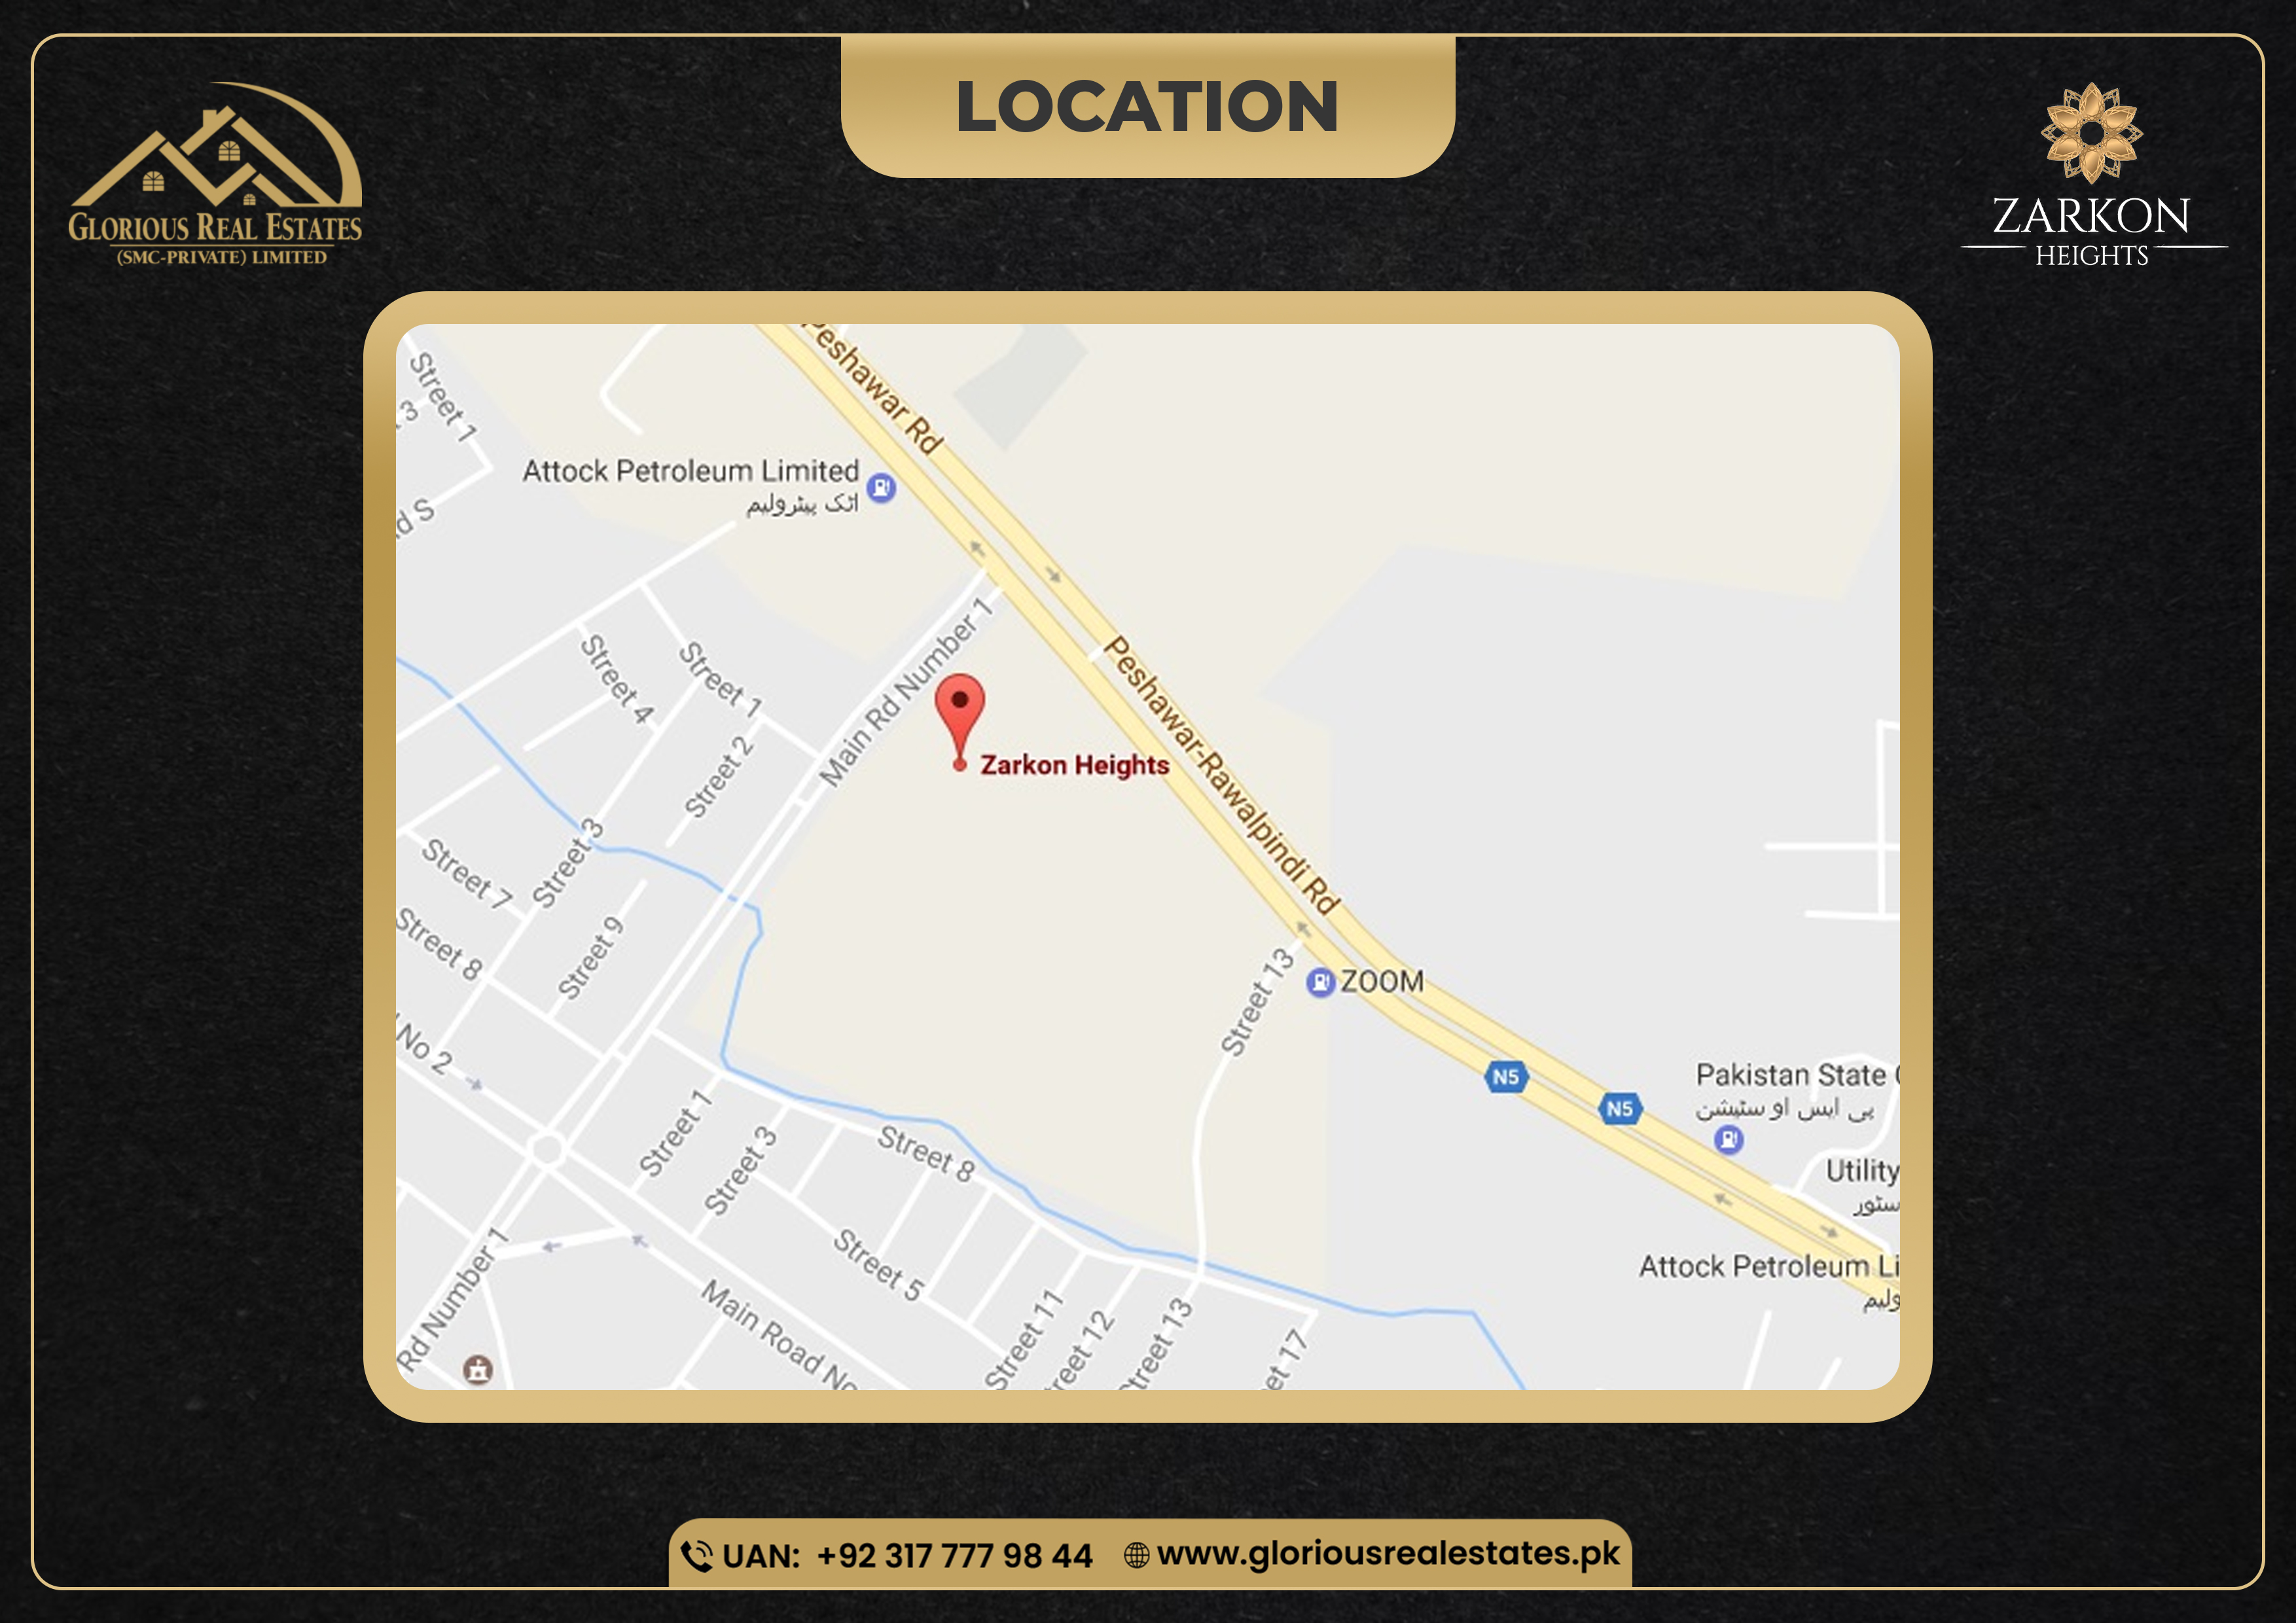 LOCATION
GLORIOUS REAL ESTATES
(SMC-PRIVATE) LIMITED
ZARKON
HEIGHTS
Peshawar Rd
Street 1
3
d S
Attock Petroleum Limited
اٹک پیٹرولیم
Main Rd Number 1
Street 4
Street 1
Street 2
Zarkon Heights
Peshawar-Rawalpindi Rd
Street 3
Street 7
Street 8
Street 9
Street 13
ZOOM
No 2
N5
N5
Pakistan State
پی ایس او سٹیشن
Street 1
Street 3
Street 8
Utility
سٹور
Street 5
Attock Petroleum Li
ولیم
Rd Number 1
Main Road No
Street 11
reet 12
Street 13
et 17
UAN: +92 317 777 98 44
www.gloriousrealestates.pk